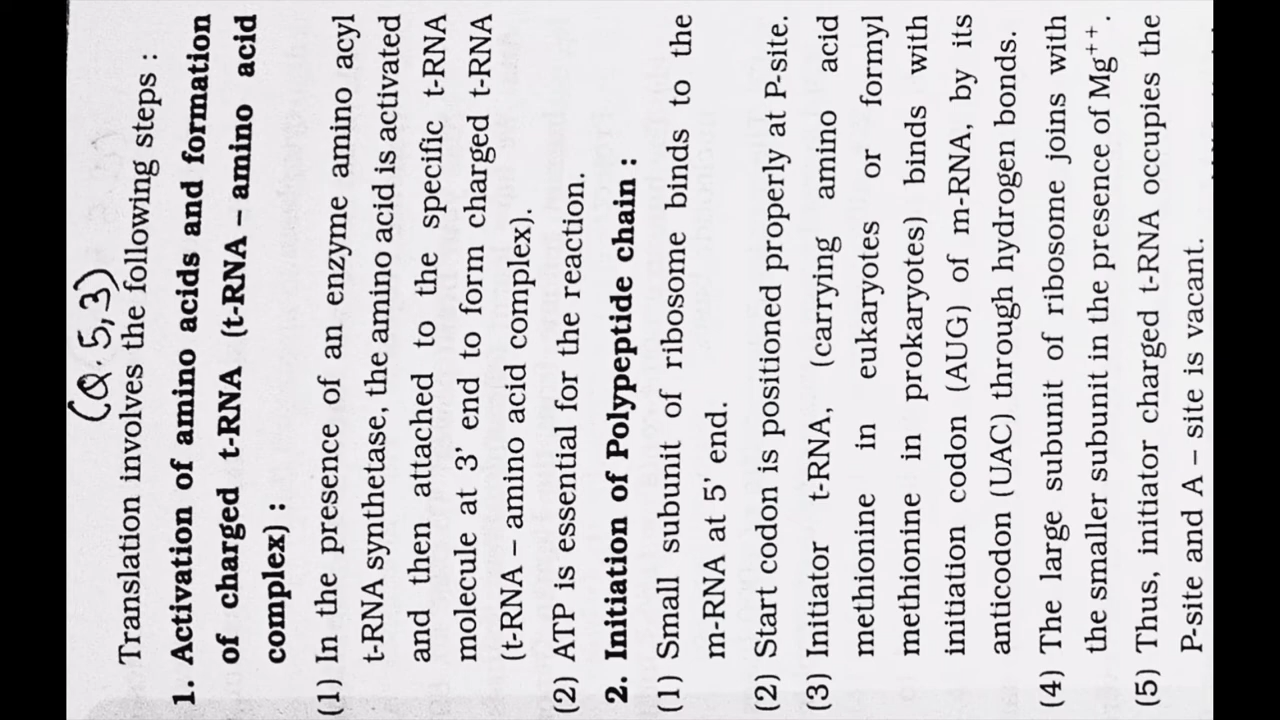 (Q.5,3)
Translation involves the following steps :
1. Activation of amino acids and formation
of charged t-RNA (t-RNA – amino acid
complex) :
(1) In the presence of an enzyme amino acyl
t-RNA synthetase, the amino acid is activated
and then attached to the specific t-RNA
molecule at 3’ end to form charged t-RNA
(t-RNA – amino acid complex).
(2) ATP is essential for the reaction.
2. Initiation of Polypeptide chain :
(1) Small subunit of ribosome binds to the
m-RNA at 5’ end.
(2) Start codon is positioned properly at P-site.
(3) Initiator t-RNA, (carrying amino acid
methionine in eukaryotes or formyl
methionine in prokaryotes) binds with
initiation codon (AUG) of m-RNA, by its
anticodon (UAC) through hydrogen bonds.
(4) The large subunit of ribosome joins with
the smaller subunit in the presence of Mg⁺⁺.
(5) Thus, initiator charged t-RNA occupies the
P-site and A – site is vacant.